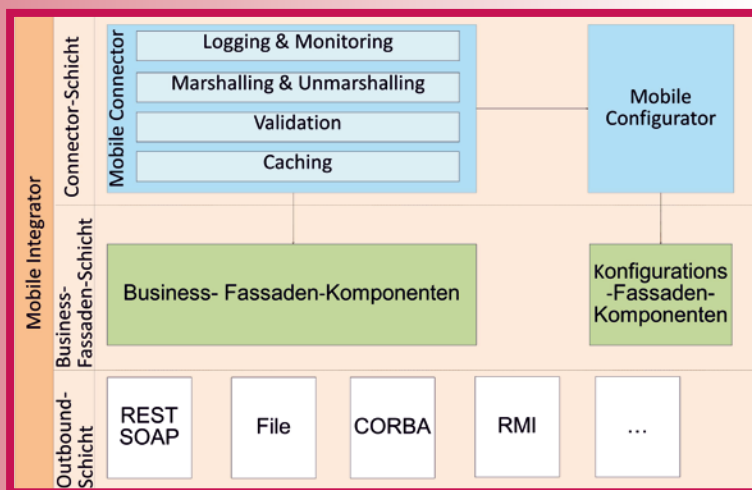 Mobile Integrator
Connector-Schicht
Mobile Connector
Logging & Monitoring
Marshalling & Unmarshalling
Validation
Caching
Mobile
Configurator
Business-
Fassaden-Schicht
Business- Fassaden-Komponenten
Konfigurations
-Fassaden-
Komponenten
Outbound-
Schicht
REST
SOAP
File
CORBA
RMI
...